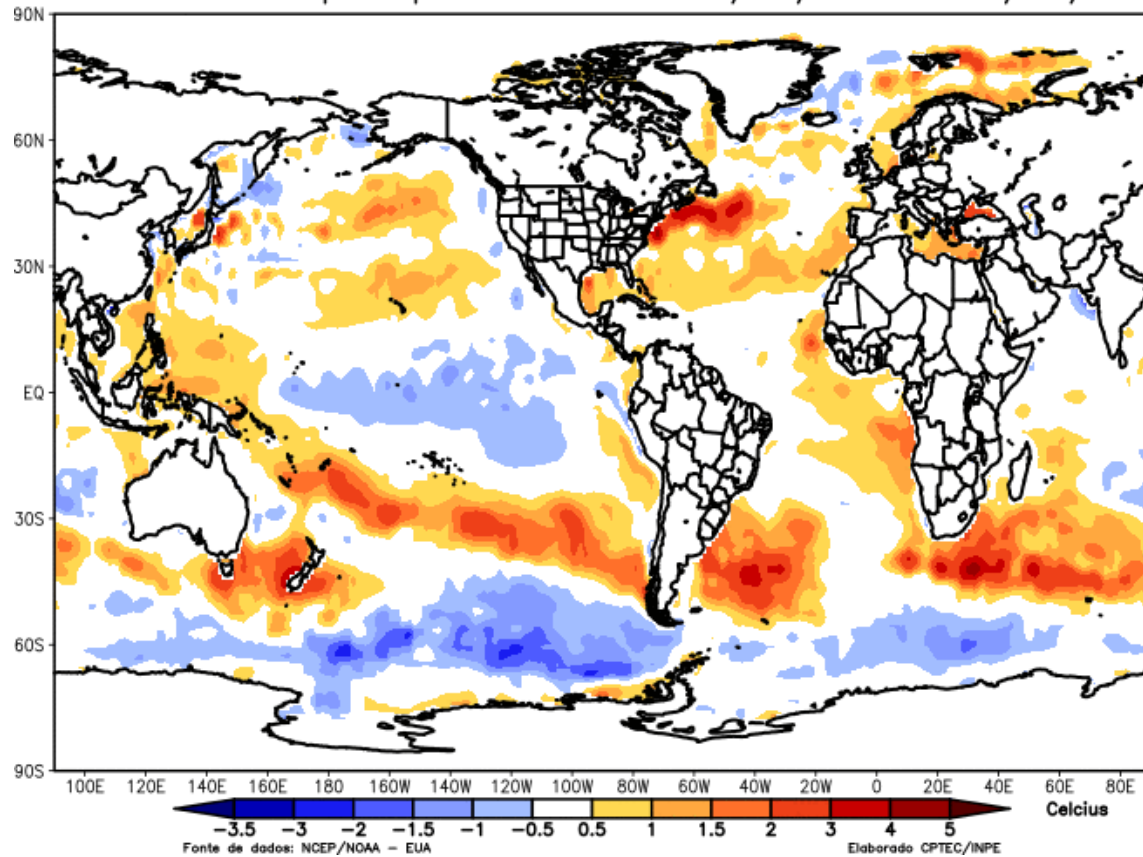 90N
60N
30N
EQ
30S
60S
90S
100E 120E 140E 160E 180 160W 140W 120W 100W 80W 60W 40W 20W 0 20E 40E 60E 80E
-3.5 -3 -2 -1.5 -1 -0.5 0.5 1 1.5 2 3 4 5 Celcius
Fonte de dados: NCEP/NOAA - EUA Elaborado CPTEC/INPE